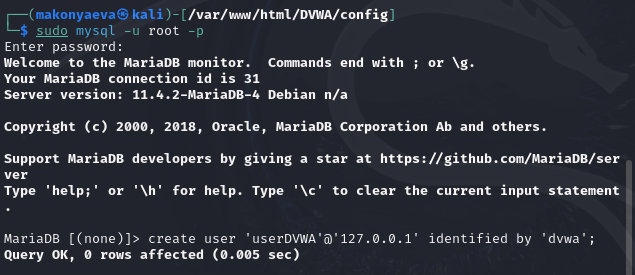 ┌──(makonyaeva㉿kali)-[/var/www/html/DVWA/config]
└─$ sudo mysql -u root -p
Enter password:
Welcome to the MariaDB monitor.  Commands end with ; or \g.
Your MariaDB connection id is 31
Server version: 11.4.2-MariaDB-4 Debian n/a
Copyright (c) 2000, 2018, Oracle, MariaDB Corporation Ab and others.
Support MariaDB developers by giving a star at https://github.com/MariaDB/ser
ver
Type 'help;' or '\h' for help. Type '\c' to clear the current input statement
.
MariaDB [(none)]> create user 'userDVWA'@'127.0.0.1' identified by 'dvwa';
Query OK, 0 rows affected (0.005 sec)